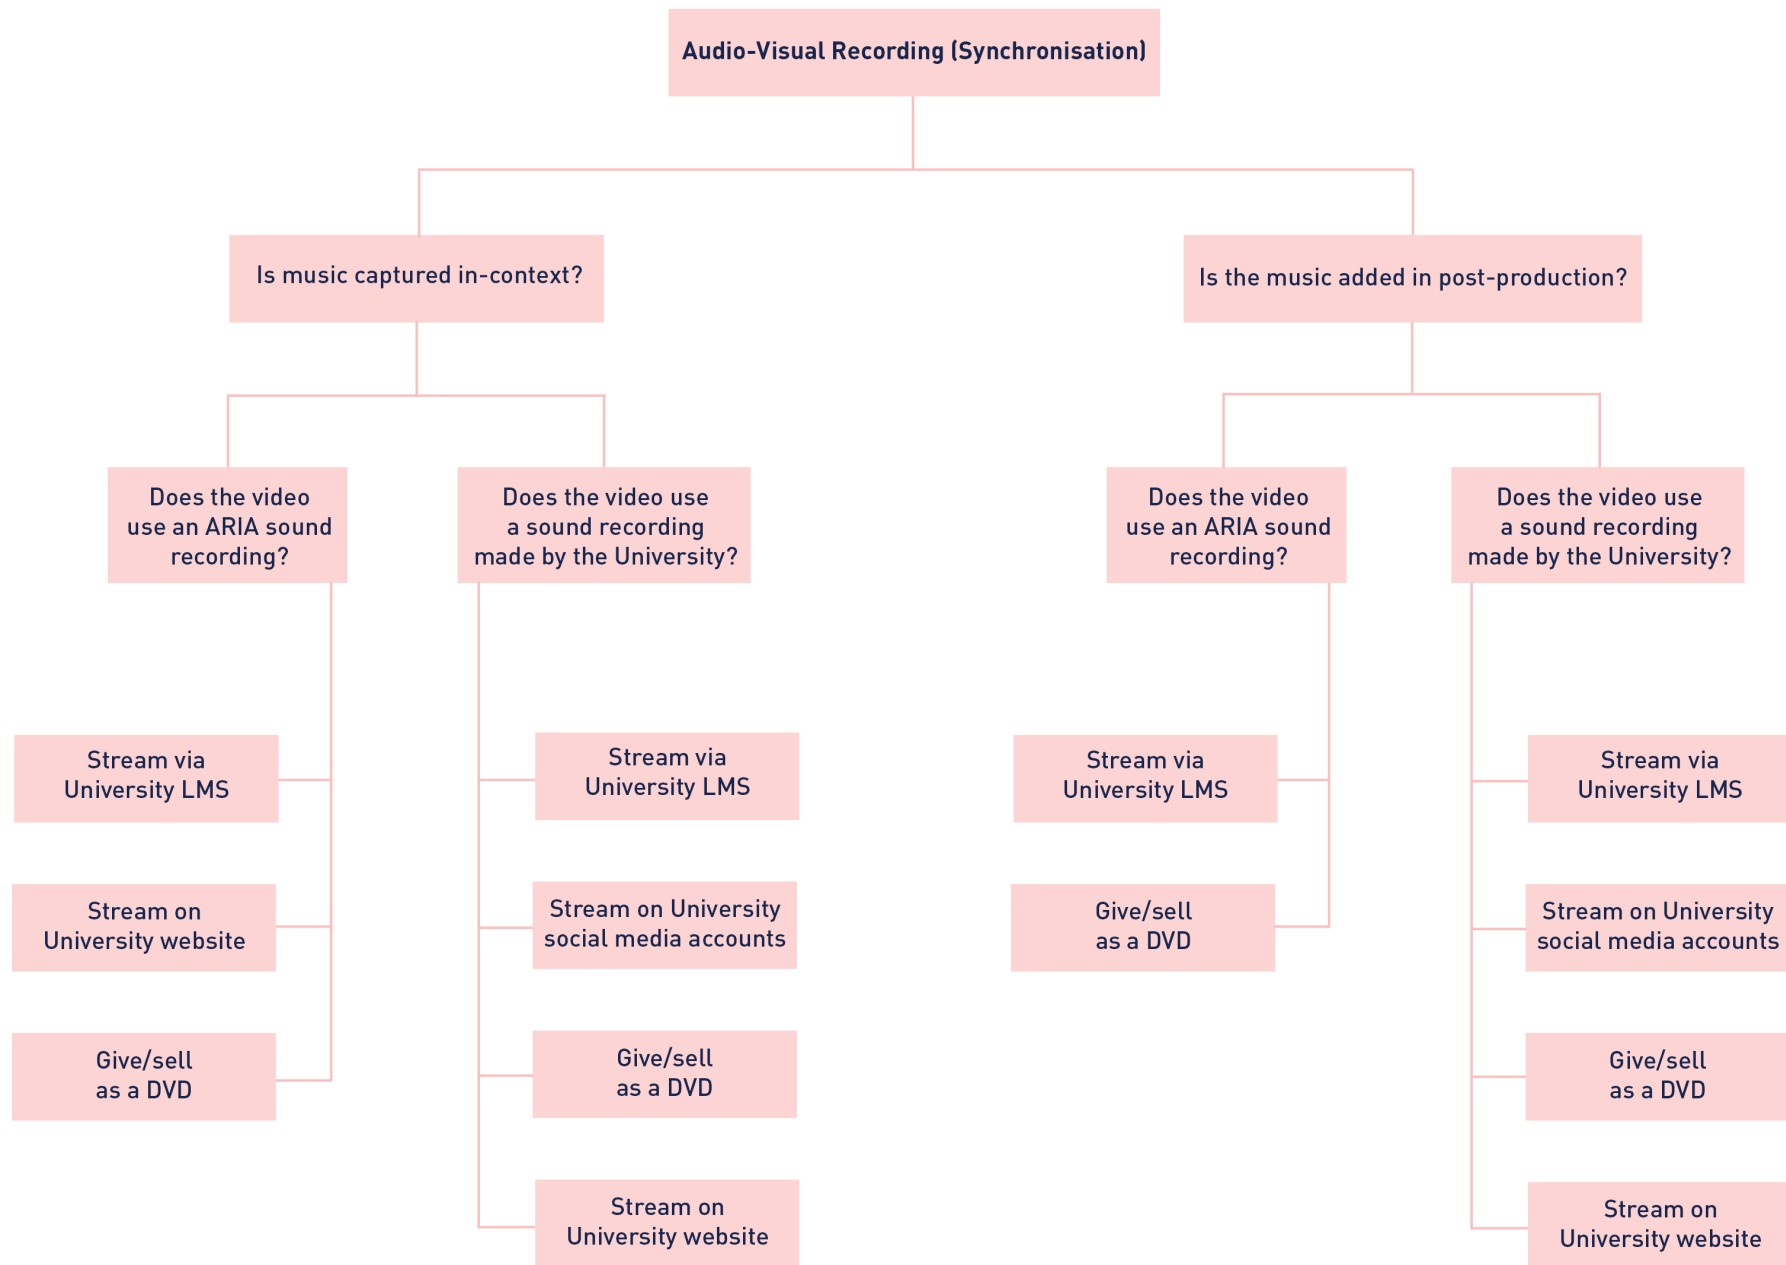 Audio-Visual Recording (Synchronisation)
Is music captured in-context?
Is the music added in post-production?
Does the video
use an ARIA sound
recording?
Does the video use
a sound recording
made by the University?
Does the video
use an ARIA sound
recording?
Does the video use
a sound recording
made by the University?
Stream via
University LMS
Stream on
University website
Give/sell
as a DVD
Stream via
University LMS
Stream on University
social media accounts
Give/sell
as a DVD
Stream on
University website
Stream via
University LMS
Give/sell
as a DVD
Stream via
University LMS
Stream on University
social media accounts
Give/sell
as a DVD
Stream on
University website